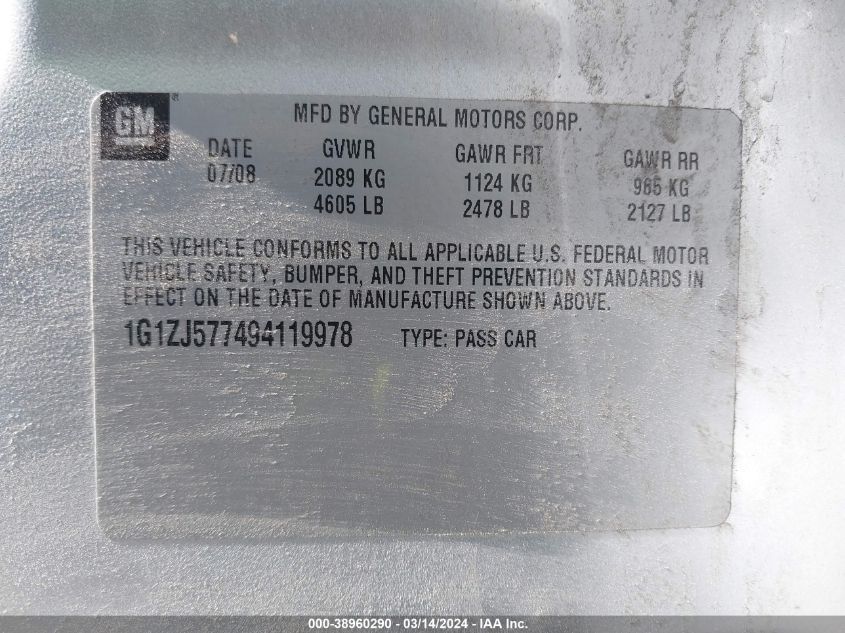 GM ®
MFD BY GENERAL MOTORS CORP.
DATE GVWR GAWR FRT GAWR RR
07/08 2089 KG 1124 KG 965 KG
4605 LB 2478 LB 2127 LB
THIS VEHICLE CONFORMS TO ALL APPLICABLE U.S. FEDERAL MOTOR
VEHICLE SAFETY, BUMPER, AND THEFT PREVENTION STANDARDS IN
EFFECT ON THE DATE OF MANUFACTURE SHOWN ABOVE.
1G1ZJ577494119978 TYPE: PASS CAR
000-38960290 - 03/14/2024 - IAA Inc.